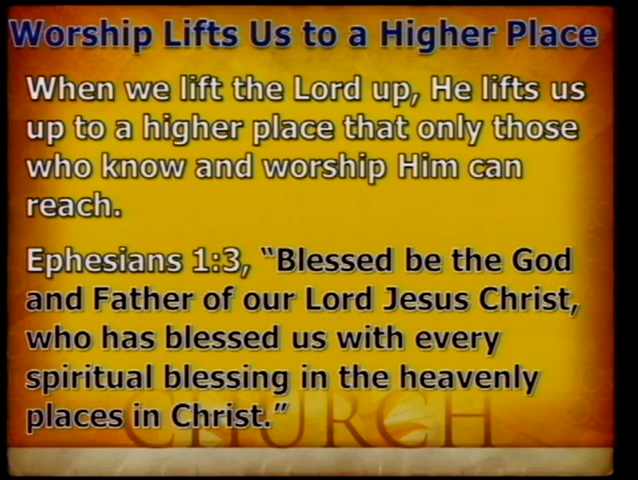 Worship Lifts Us to a Higher Place
When we lift the Lord up, He lifts us
up to a higher place that only those
who know and worship Him can
reach.
Ephesians 1:3, “Blessed be the God
and Father of our Lord Jesus Christ,
who has blessed us with every
spiritual blessing in the heavenly
places in Christ.”
CHURCH